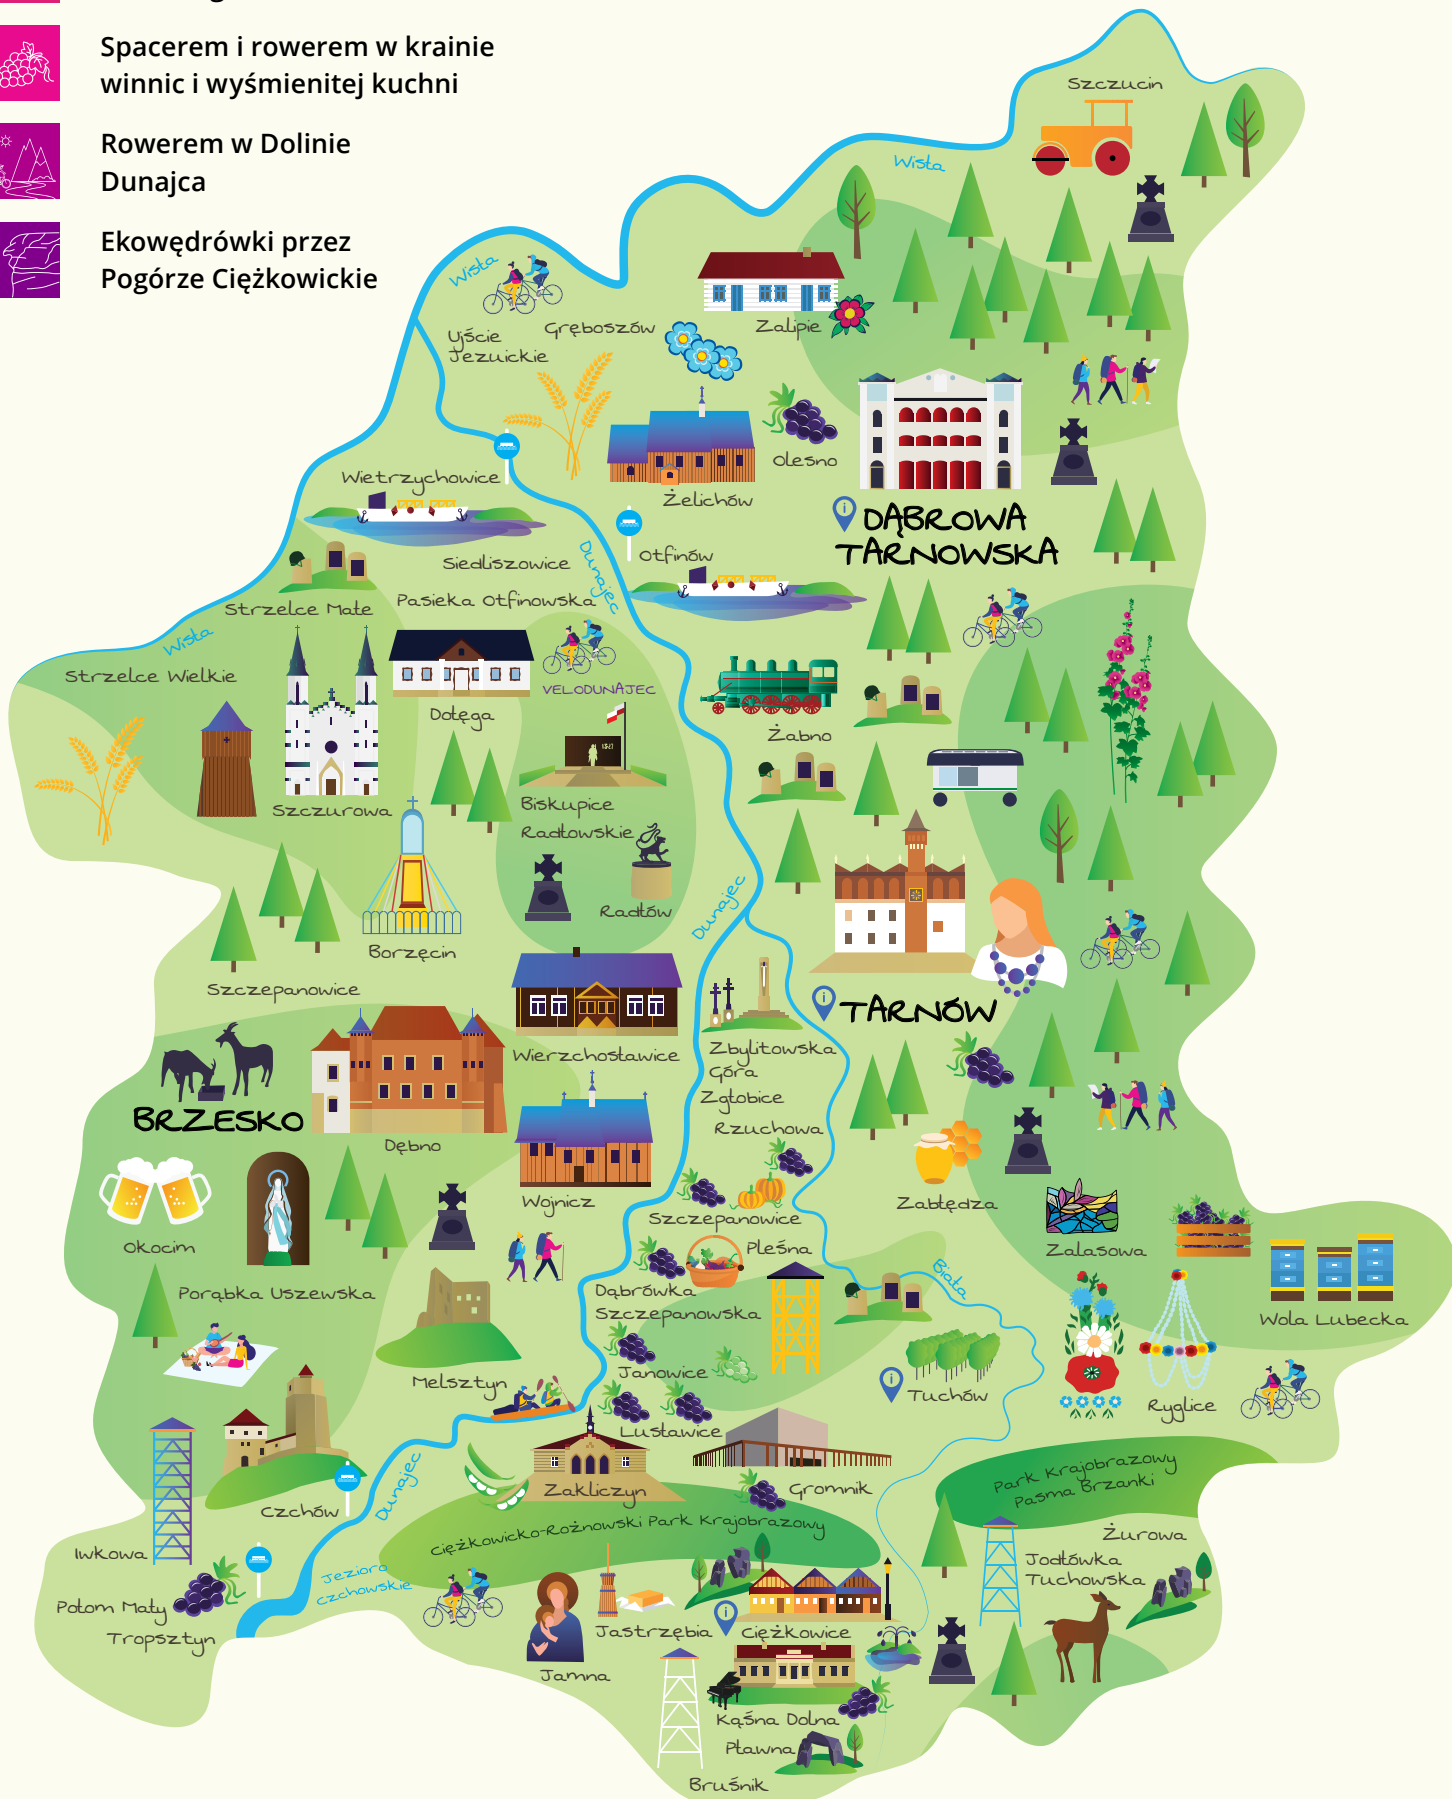 Spacerem i rowerem w krainie
winnic i wyśmienitej kuchni
Rowerem w Dolinie
Dunajca
Ekowędrówki przez
Pogórze Ciężkowickie
Szczucin
Wisła
Wisła
Ujście
Jezuickie
Gręboszów
Zalipie
Olesno
Wietrzychowice
Żelichów
DĄBROWA
TARNOWSKA
Siedliszowice
Dunajec
Otfinów
Pasieka Otfinowska
Strzelce Małe
Wisła
Strzelce Wielkie
VELODUNAJEC
Dołęga
Żabno
Szczurowa
Biskupice
Radłowskie
Radłów
Dunajec
Borzęcin
Szczepanowice
TARNÓW
Wierzchosławice
Zbylitowska
Góra
Zgłobice
Rzuchowa
BRZESKO
Dębno
Wojnicz
Szczepanowice
Zabłędza
Zalasowa
Okocim
Pleśna
Porąbka Uszewska
Dąbrówka
Szczepanowska
Biała
Wola Lubecka
Janowice
Melsztyn
Tuchów
Ryglice
Lusławice
Zakliczyn
Gromnik
Dunajec
Czchów
Park Krajobrazowy
Pasma Brzanki
Ciężkowicko-Rożnowski Park Krajobrazowy
Żurowa
Iwkowa
Jodłówka
Tuchowska
Jezioro
Czchowskie
Połom Mały
Tropsztyn
Jastrzębia
Ciężkowice
Jamna
Kąśna Dolna
Pławna
Bruśnik